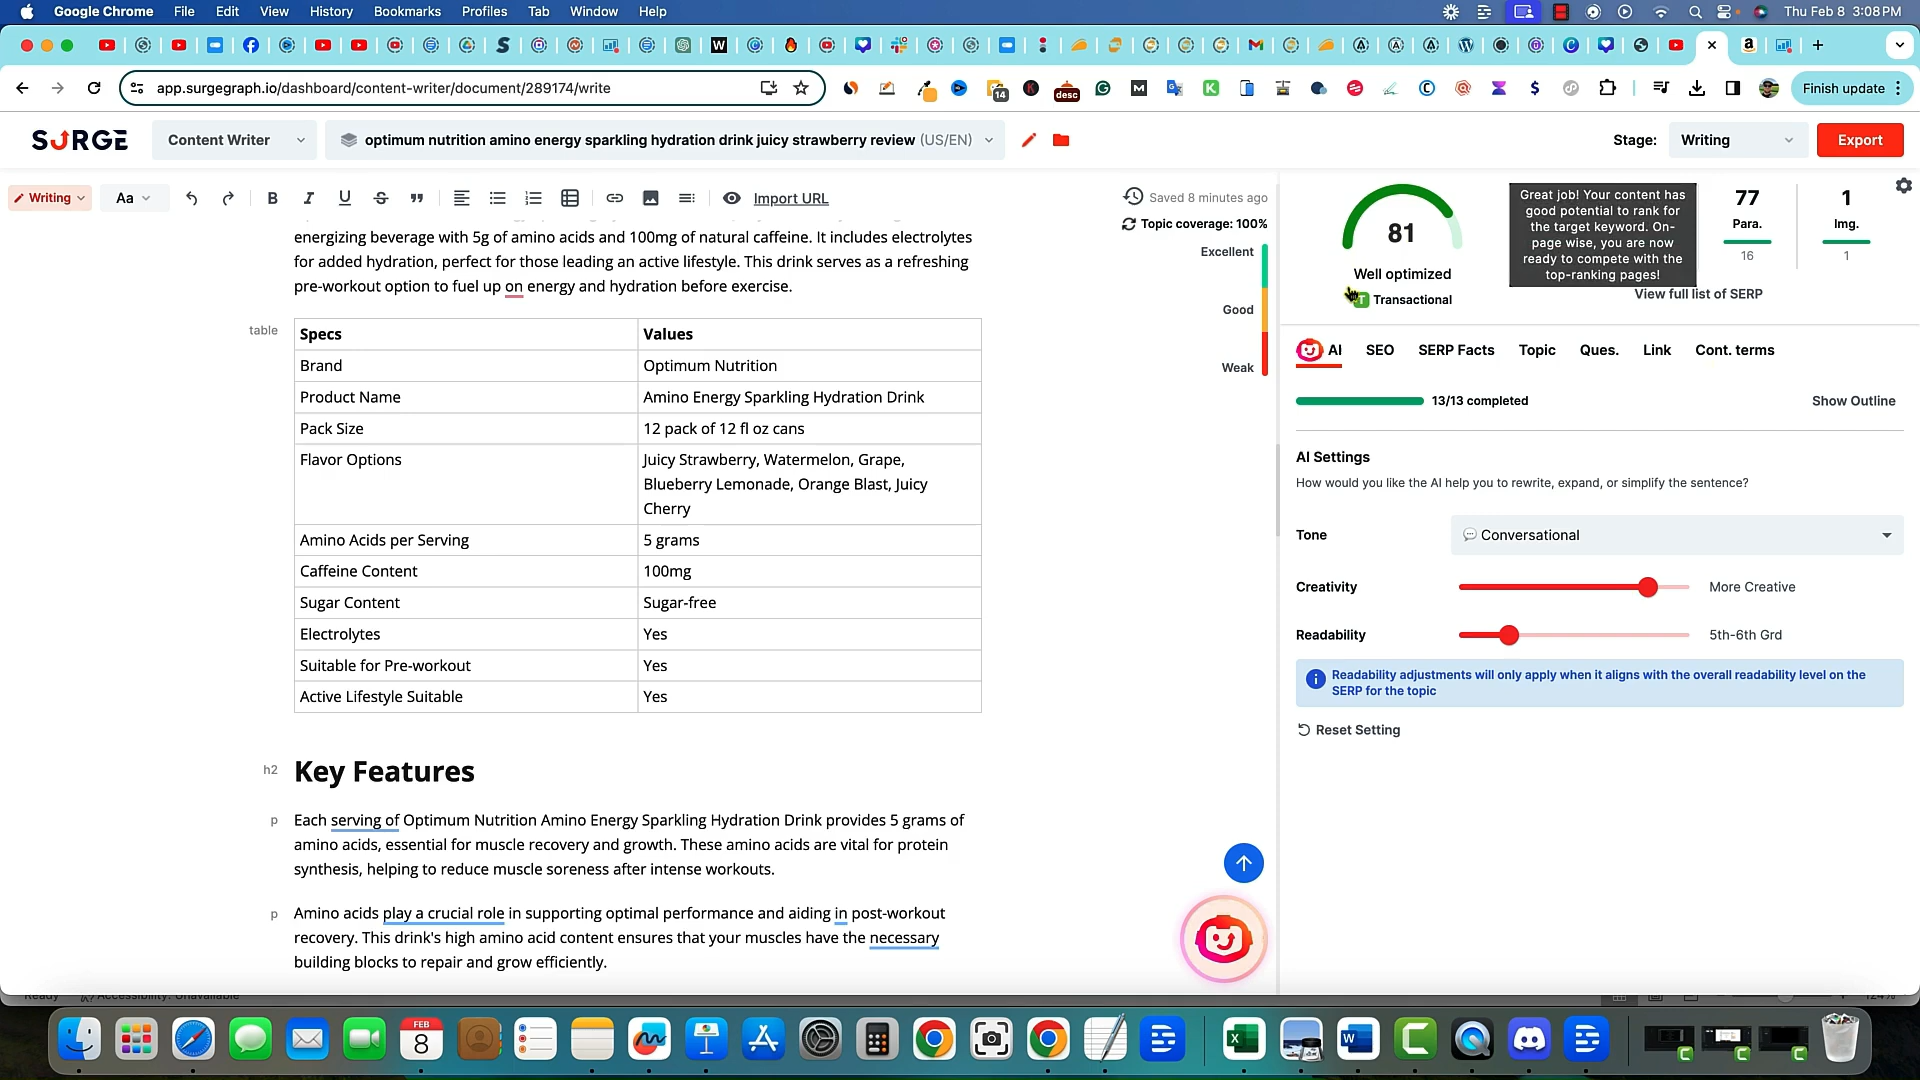 Google Chrome File Edit View History Bookmarks Profiles Tab Window Help Thu Feb 8 3:08 PM
app.surgegraph.io/dashboard/content-writer/document/289174/write
14
desc
Finish update
SURGE
Content Writer
optimum nutrition amino energy sparkling hydration drink juicy strawberry review (US/EN)
Stage:
Writing
Export
Writing
Aa
B
Import URL
Saved 8 minutes ago
Topic coverage: 100%
Excellent
Good
Weak
energizing beverage with 5g of amino acids and 100mg of natural caffeine. It includes electrolytes
for added hydration, perfect for those leading an active lifestyle. This drink serves as a refreshing
pre-workout option to fuel up on energy and hydration before exercise.
table
Specs Values
Brand Optimum Nutrition
Product Name Amino Energy Sparkling Hydration Drink
Pack Size 12 pack of 12 fl oz cans
Flavor Options Juicy Strawberry, Watermelon, Grape,
Blueberry Lemonade, Orange Blast, Juicy
Cherry
Amino Acids per Serving 5 grams
Caffeine Content 100mg
Sugar Content Sugar-free
Electrolytes Yes
Suitable for Pre-workout Yes
Active Lifestyle Suitable Yes
h2 Key Features
p Each serving of Optimum Nutrition Amino Energy Sparkling Hydration Drink provides 5 grams of
amino acids, essential for muscle recovery and growth. These amino acids are vital for protein
synthesis, helping to reduce muscle soreness after intense workouts.
p Amino acids play a crucial role in supporting optimal performance and aiding in post-workout
recovery. This drink's high amino acid content ensures that your muscles have the necessary
building blocks to repair and grow efficiently.
81
Well optimized
T Transactional
Great job! Your content has
good potential to rank for
the target keyword. On-
page wise, you are now
ready to compete with the
top-ranking pages!
77
Para.
16
1
Img.
1
View full list of SERP
AI SEO SERP Facts Topic Ques. Link Cont. terms
13/13 completed
Show Outline
AI Settings
How would you like the AI help you to rewrite, expand, or simplify the sentence?
Tone
Conversational
Creativity
More Creative
Readability
5th-6th Grd
Readability adjustments will only apply when it aligns with the overall readability level on the
SERP for the topic
Reset Setting
Ready Accessibility: Unavailable
124%
FEB
8